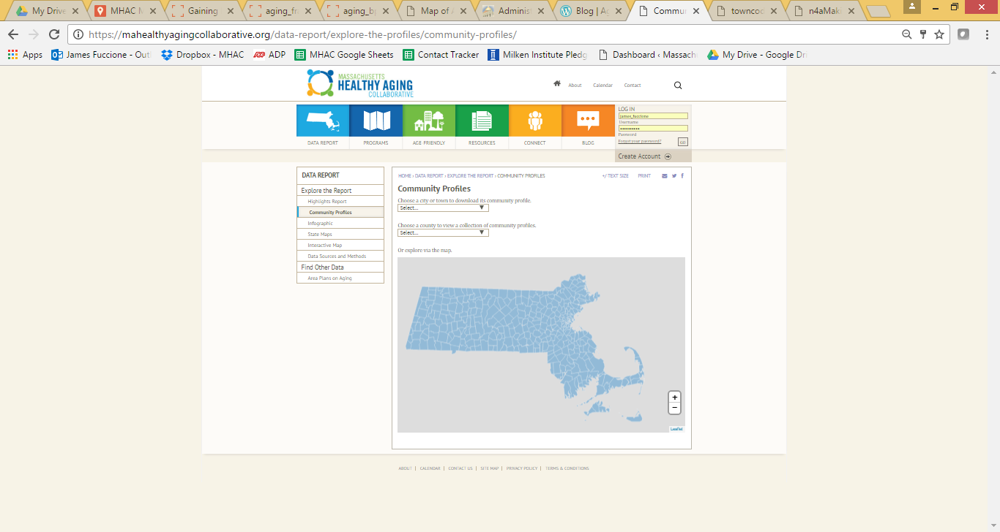 My Drive
MHAC M
Gaining
aging_fr
aging_b
Map of
Adminis
Blog | A
Commu
towncod
n4aMak
https://mahealthyagingcollaborative.org/data-report/explore-the-profiles/community-profiles/
Apps
James Fuccione - Out
Dropbox - MHAC
ADP
MHAC Google Sheets
Contact Tracker
Milken Institute Pledg
Dashboard ‹ Massach
My Drive - Google Dr
MASSACHUSETTS
HEALTHY AGING
COLLABORATIVE
About
Calendar
Contact
DATA REPORT
PROGRAMS
AGE-FRIENDLY
RESOURCES
CONNECT
BLOG
LOG IN
james_fuccione
Username
Password
Forgot your password?
GO
Create Account
DATA REPORT
Explore the Report
Highlights Report
Community Profiles
Infographic
State Maps
Interactive Map
Data Sources and Methods
Find Other Data
Area Plans on Aging
HOME › DATA REPORT › EXPLORE THE REPORT › COMMUNITY PROFILES
+/ TEXT SIZE
PRINT
Community Profiles
Choose a city or town to download its community profile.
Select...
Choose a county to view a collection of community profiles.
Select...
Or explore via the map.
+
−
Leaflet
ABOUT | CALENDAR | CONTACT US | SITE MAP | PRIVACY POLICY | TERMS & CONDITIONS